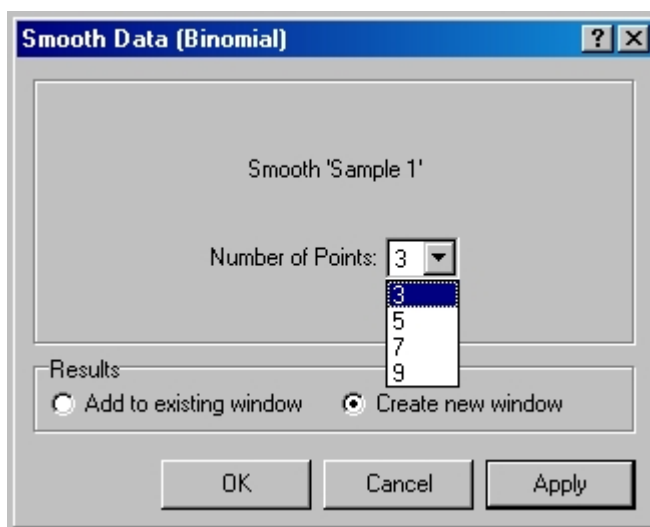 Smooth Data (Binomial)
Smooth 'Sample 1'
Number of Points: 3
3
5
7
9
Results
Add to existing window Create new window
OK Cancel Apply